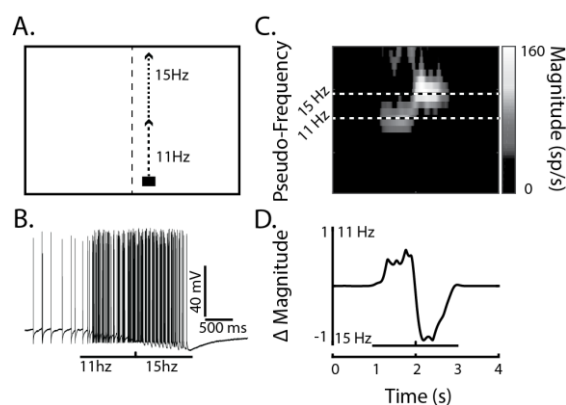 A.
15Hz
11Hz
B.
40 mV
500 ms
11hz
15hz
C.
Pseudo-Frequency
15 Hz
11 Hz
160
0
Magnitude (sp/s)
D.
Δ Magnitude
1
11 Hz
-1
15 Hz
0
1
2
3
4
Time (s)